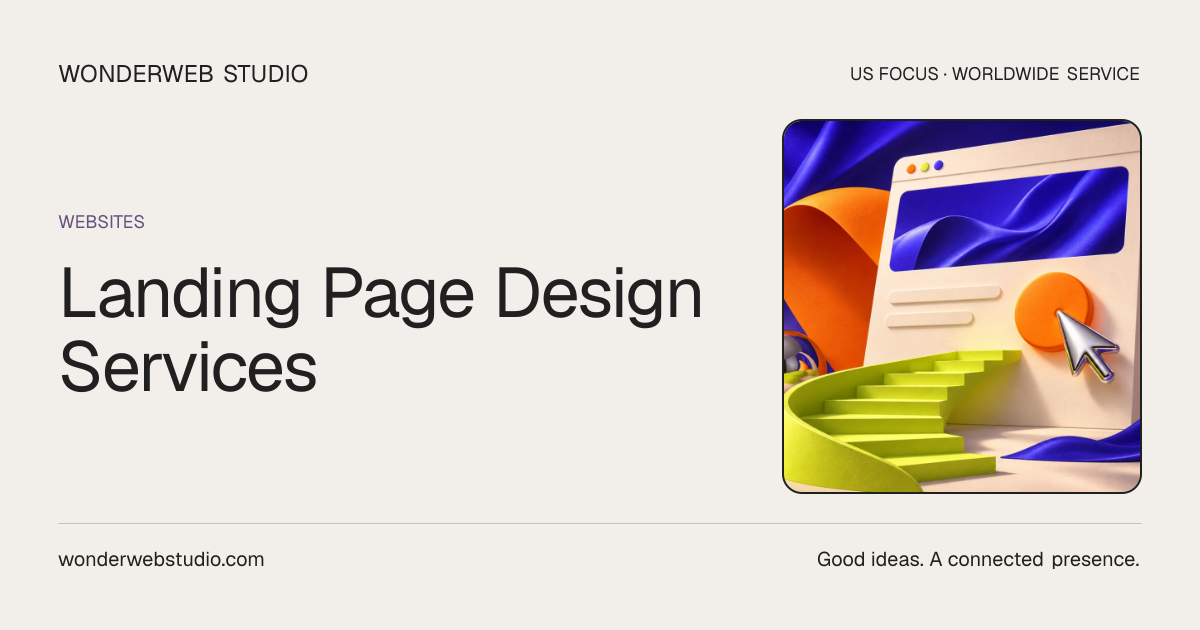 WONDERWEB STUDIO
US FOCUS · WORLDWIDE SERVICE
WEBSITES
Landing Page Design
Services
wonderwebstudio.com
Good ideas. A connected presence.